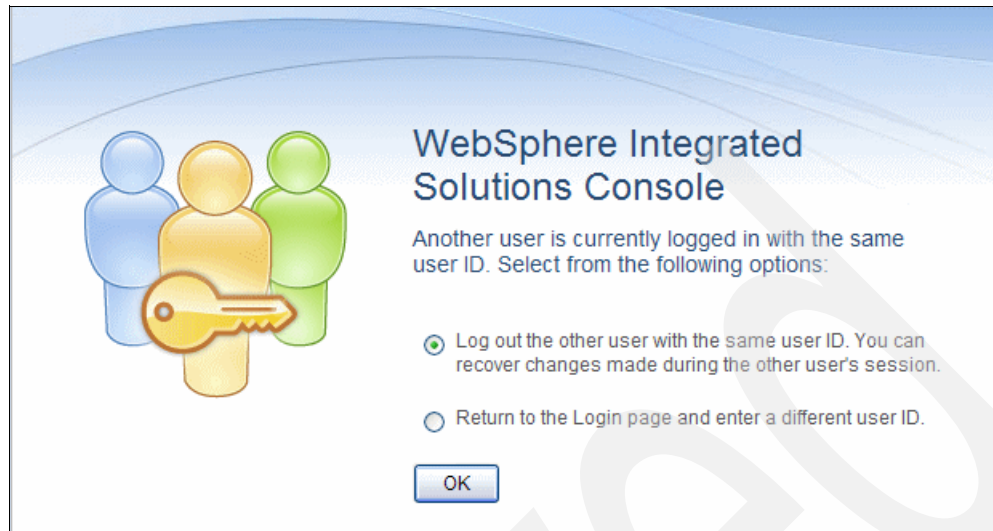 WebSphere Integrated
Solutions Console
Another user is currently logged in with the same
user ID. Select from the following options:
Log out the other user with the same user ID. You can
recover changes made during the other user's session.
Return to the Login page and enter a different user ID.
OK